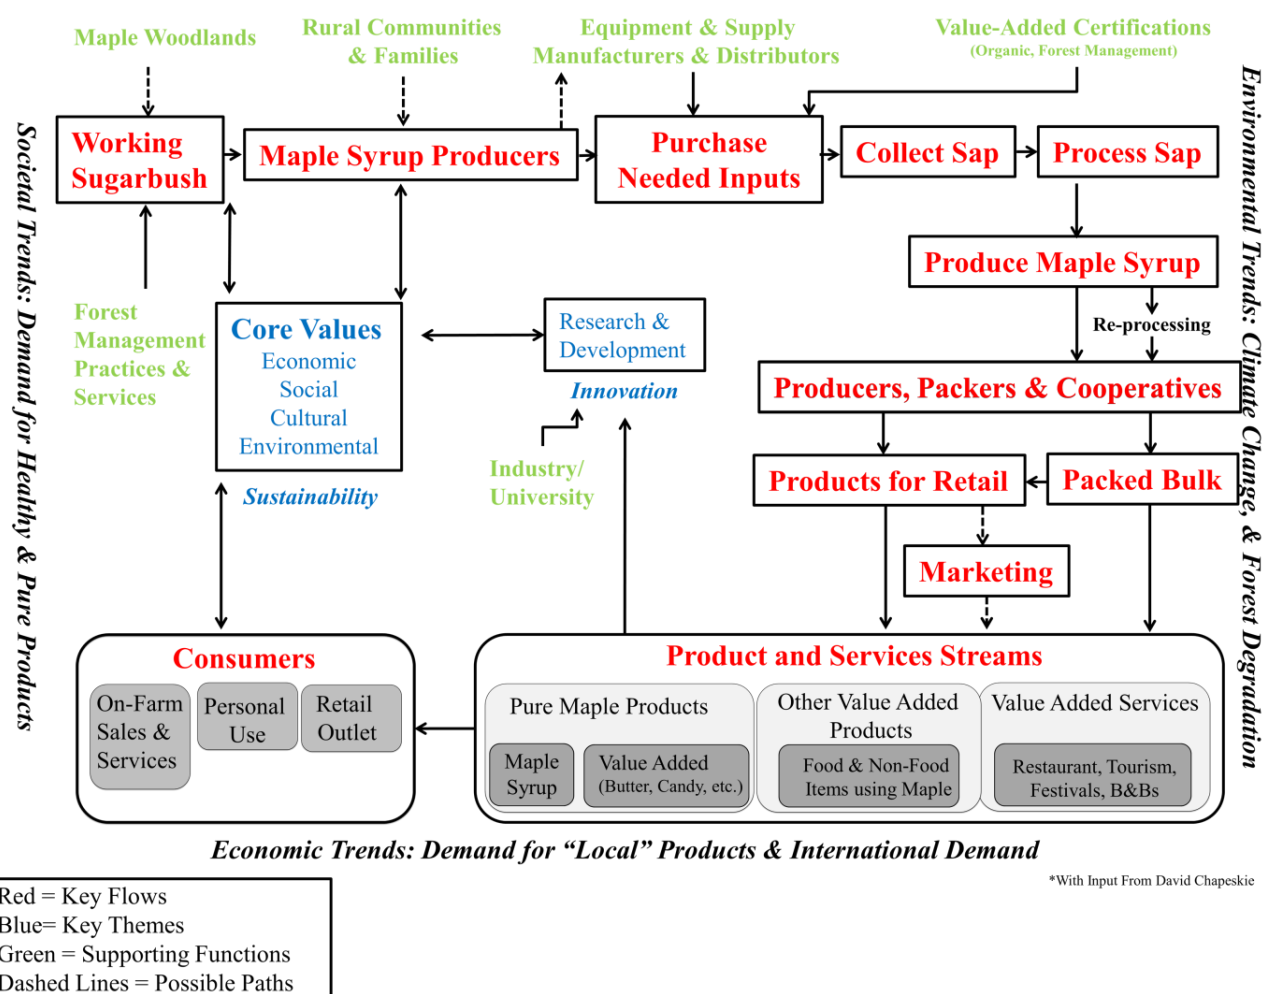 Maple Woodlands
Rural Communities
& Families
Equipment & Supply
Manufacturers & Distributors
Value-Added Certifications
(Organic, Forest Management)
Working
Sugarbush
Maple Syrup Producers
Purchase
Needed Inputs
Collect Sap
Process Sap
Produce Maple Syrup
Re-processing
Forest
Management
Practices &
Services
Core Values
Economic
Social
Cultural
Environmental
Sustainability
Research &
Development
Innovation
Industry/
University
Producers, Packers & Cooperatives
Products for Retail
Packed Bulk
Marketing
Consumers
On-Farm
Sales &
Services
Personal
Use
Retail
Outlet
Product and Services Streams
Pure Maple Products
Maple
Syrup
Value Added
(Butter, Candy, etc.)
Other Value Added
Products
Food & Non-Food
Items using Maple
Value Added Services
Restaurant, Tourism,
Festivals, B&Bs
Societal Trends: Demand for Healthy & Pure Products
Environmental Trends: Climate Change, & Forest Degradation
Economic Trends: Demand for “Local” Products & International Demand
*With Input From David Chapeskie
Red = Key Flows
Blue= Key Themes
Green = Supporting Functions
Dashed Lines = Possible Paths